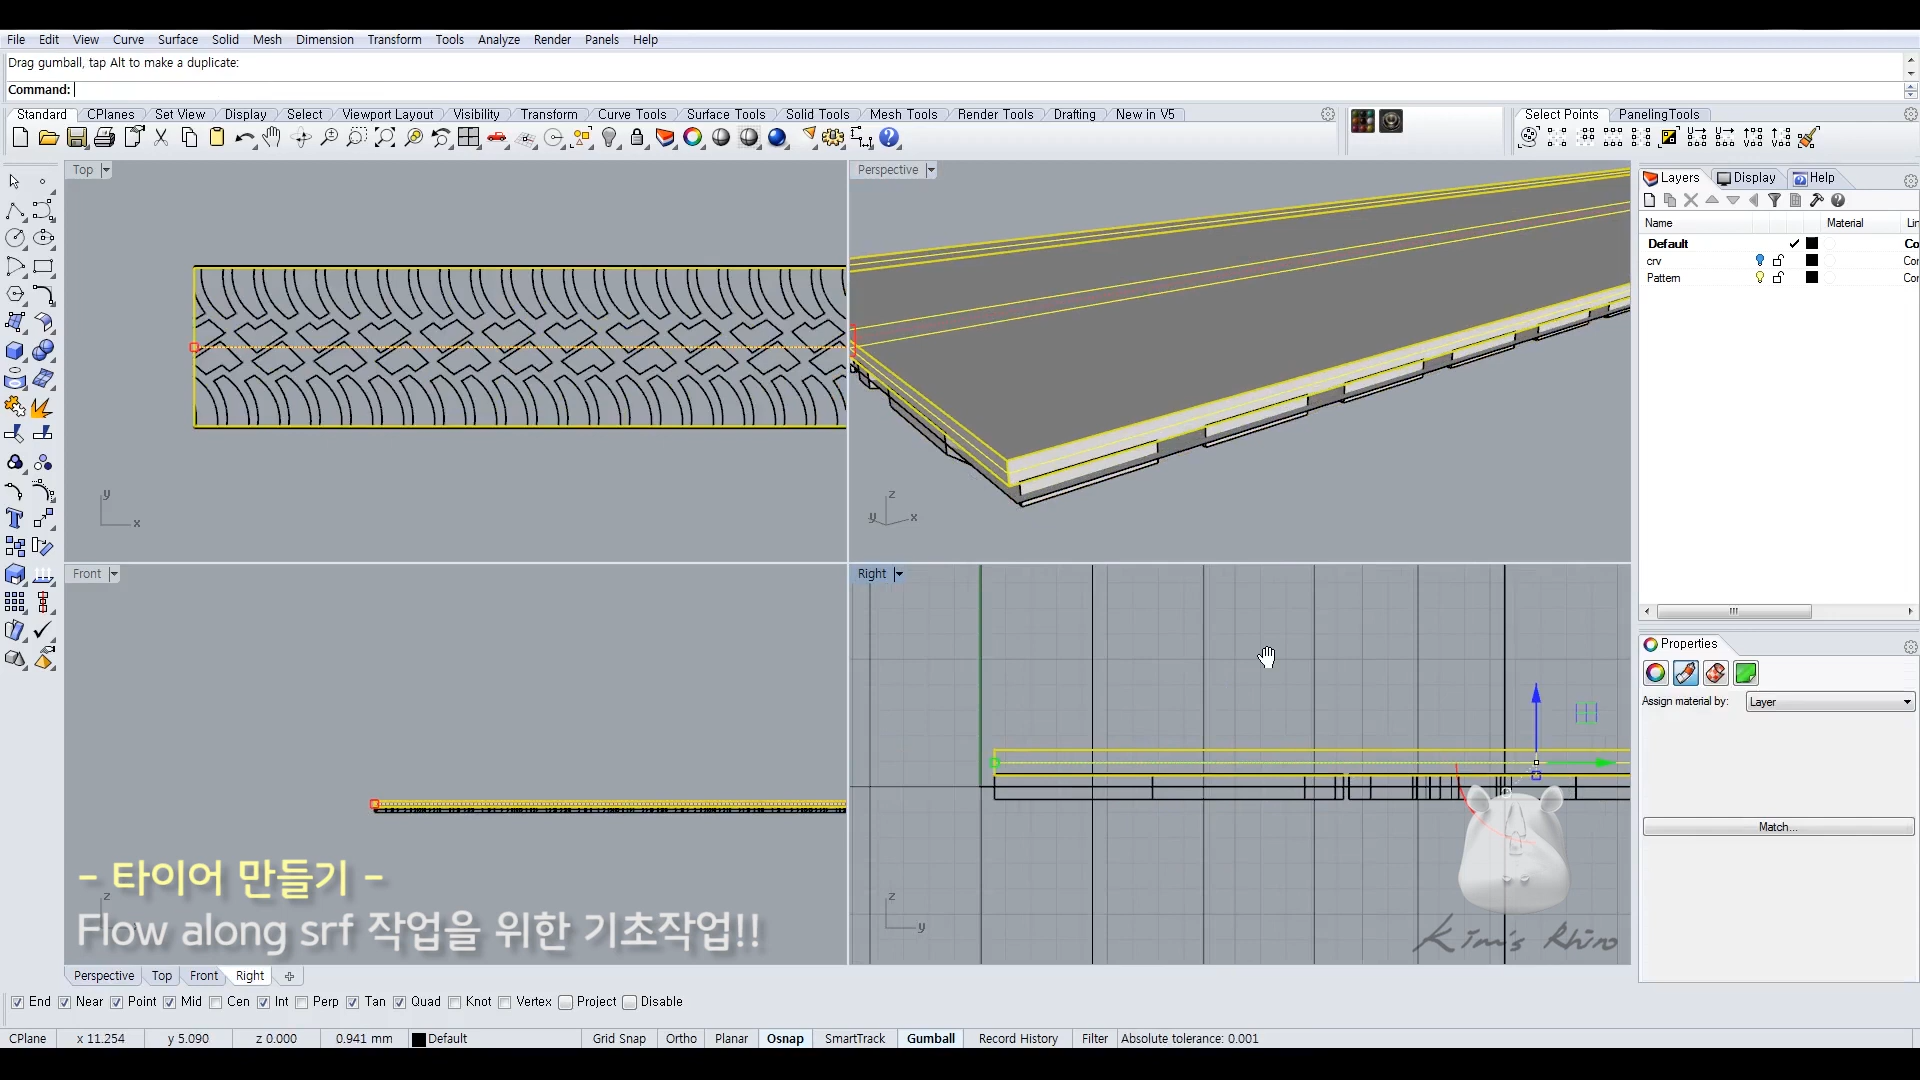 File Edit View Curve Surface Solid Mesh Dimension Transform Tools Analyze Render Panels Help
Drag gumball, tap Alt to make a duplicate:
Command:
Standard CPlanes Set View Display Select Viewport Layout Visibility Transform Curve Tools Surface Tools Solid Tools Mesh Tools Render Tools Drafting New in V5
Select Points PanelingTools
Top
Perspective
Layers Display Help
Name Material Lin
Default Co
crv Cor
Pattern Cor
y
x
z
y
x
Front
Right
Properties
Assign material by: Layer
Match...
- 타이어 만들기 -
z
Flow along srf 작업을 위한 기초작업!!
z
y
Kim's Rhino
Perspective Top Front Right
End Near Point Mid Cen Int Perp Tan Quad Knot Vertex Project Disable
CPlane x 11.254 y 5.090 z 0.000 0.941 mm Default Grid Snap Ortho Planar Osnap SmartTrack Gumball Record History Filter Absolute tolerance: 0.001